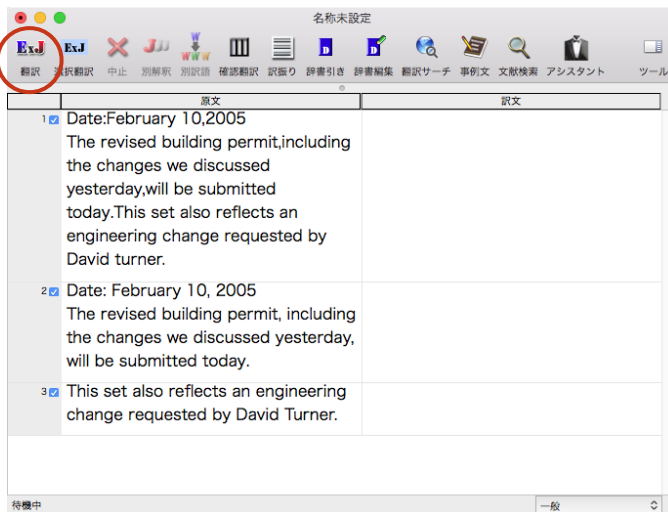 名称未設定
ExJ ExJ J W WWW D D
翻訳 選択翻訳 中止 別解釈 別訳語 確認翻訳 訳振り 辞書引き 辞書編集 翻訳サーチ 事例文 文献検索 アシスタント ツール
原文 訳文
1 Date:February 10,2005
The revised building permit,including
the changes we discussed
yesterday,will be submitted
today.This set also reflects an
engineering change requested by
David turner.
2 Date: February 10, 2005
The revised building permit, including
the changes we discussed yesterday,
will be submitted today.
3 This set also reflects an engineering
change requested by David Turner.
待機中 一般